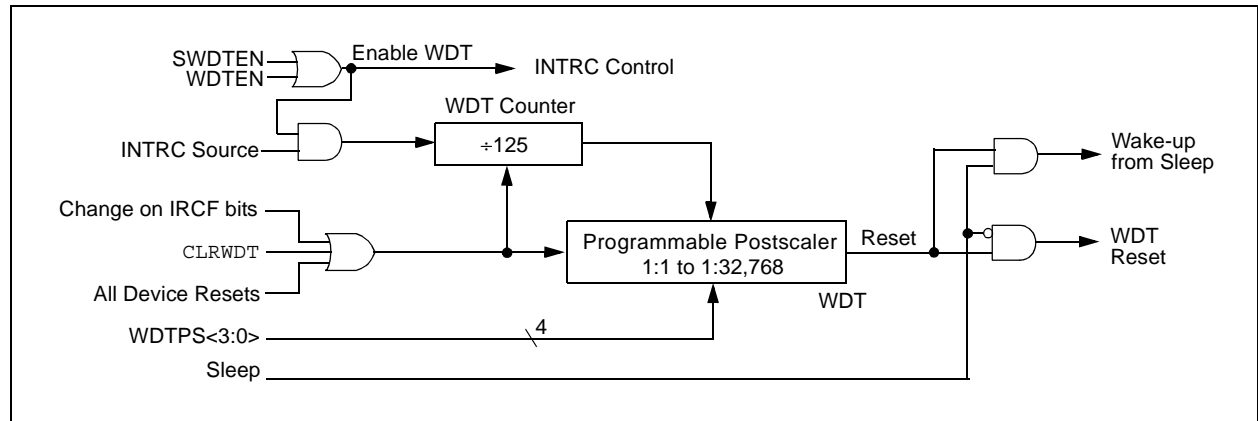 SWDTEN
WDTEN
Enable WDT
INTRC Control
WDT Counter
÷125
INTRC Source
Wake-up
from Sleep
Change on IRCF bits
CLRWDT
All Device Resets
Programmable Postscaler
1:1 to 1:32,768
Reset
WDT
WDT
Reset
WDTPS<3:0>
4
Sleep